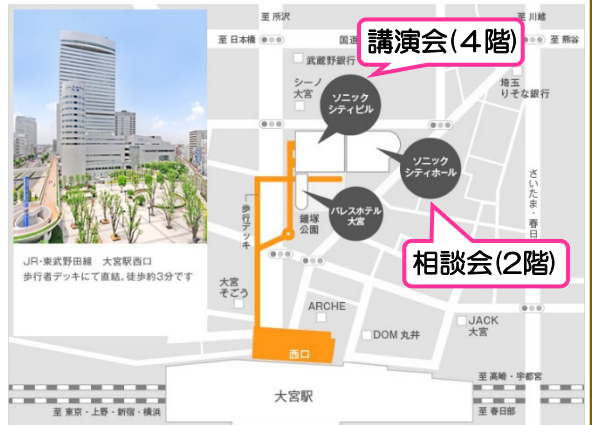 至 所沢
至 川越
至 日本橋
国道
至 熊谷
講演会(4階)
武蔵野銀行
シーノ
大宮
ソニック
シティビル
埼玉
りそな銀行
ソニック
シティホール
さいたま・春日
歩行デッキ
鐘塚
公園
パレスホテル
大宮
相談会(2階)
JR・東武野田線 大宮駅西口
歩行者デッキにて直結。徒歩約3分です
大宮
そごう
ARCHE
DOM 丸井
JACK
大宮
西口
大宮駅
至 高崎・宇都宮
至 東京・上野・新宿・横浜
至 春日部